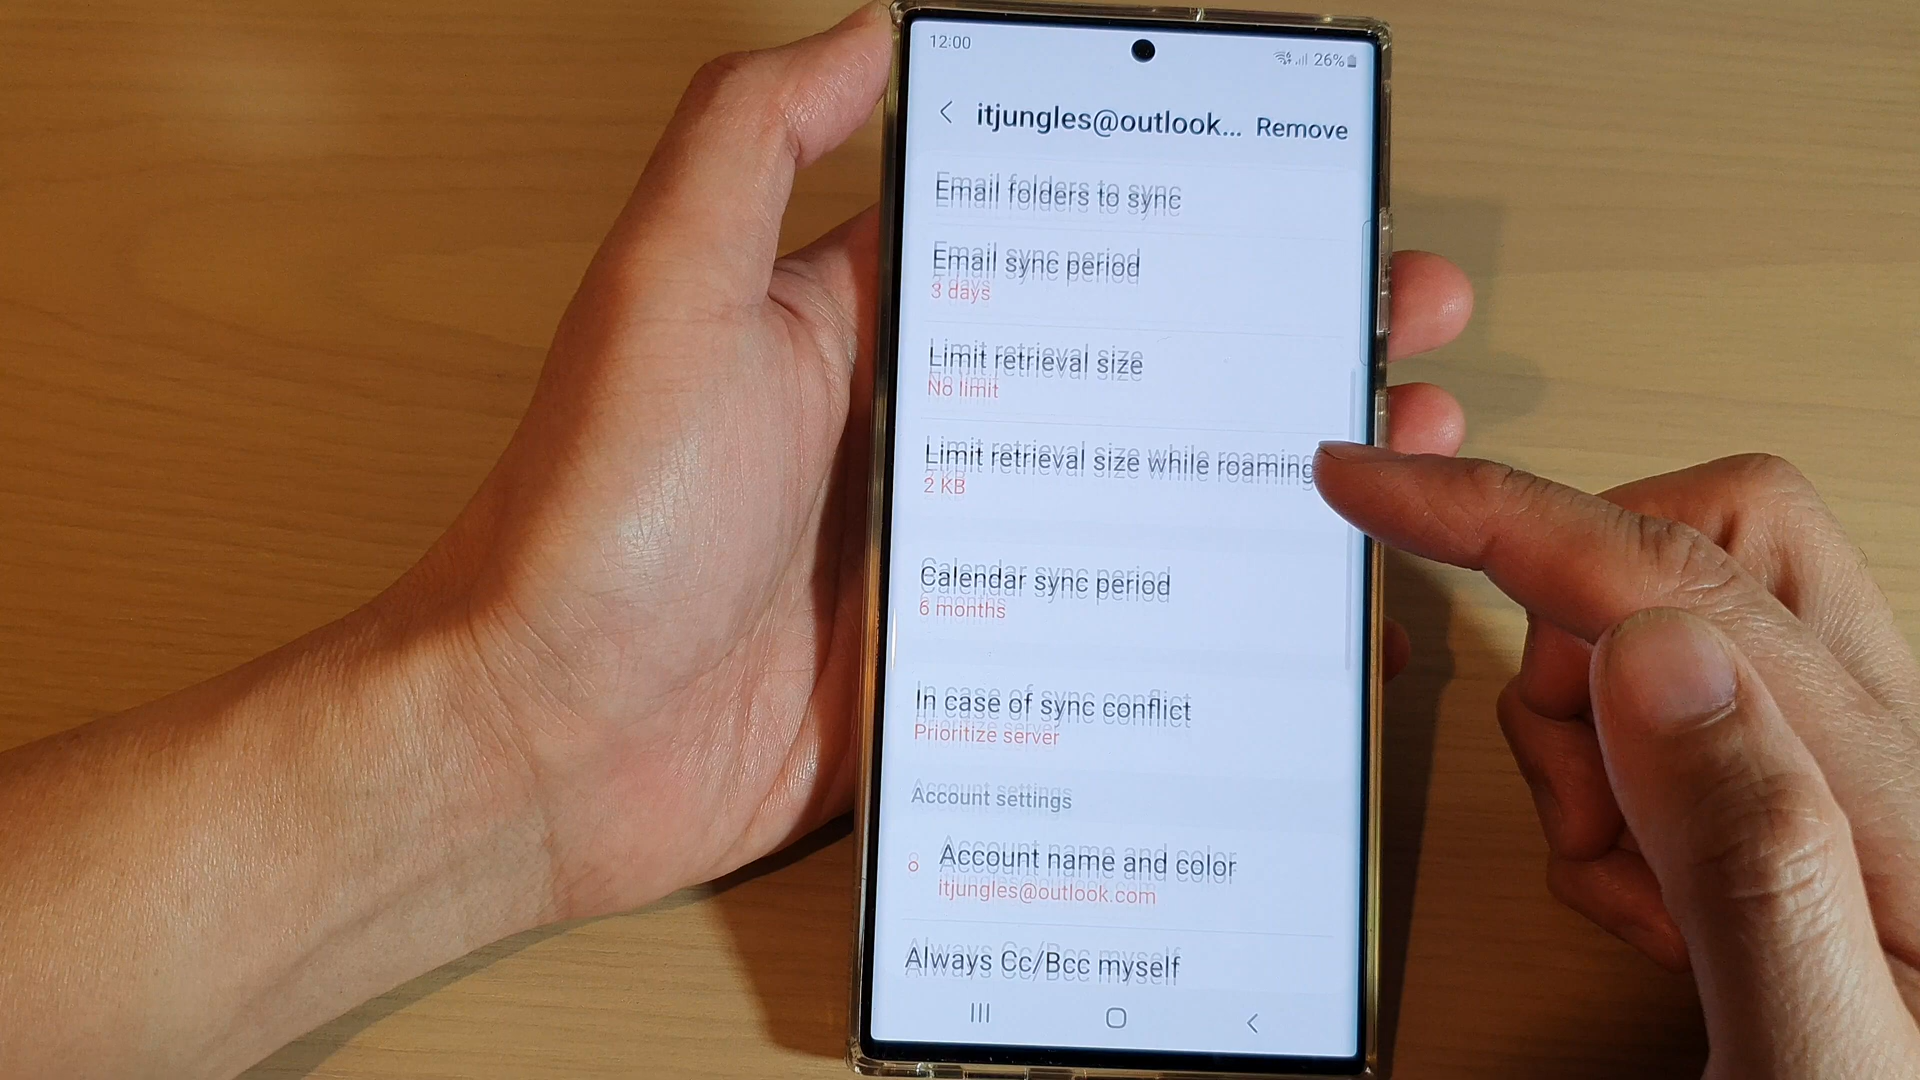 12:00
26%
itjungles@outlook... Remove
Email folders to sync
Email sync period
3 days
Limit retrieval size
No limit
Limit retrieval size while roaming
2 KB
Calendar sync period
6 months
In case of sync conflict
Prioritize server
Account settings
Account name and color
itjungles@outlook.com
Always Cc/Bcc myself